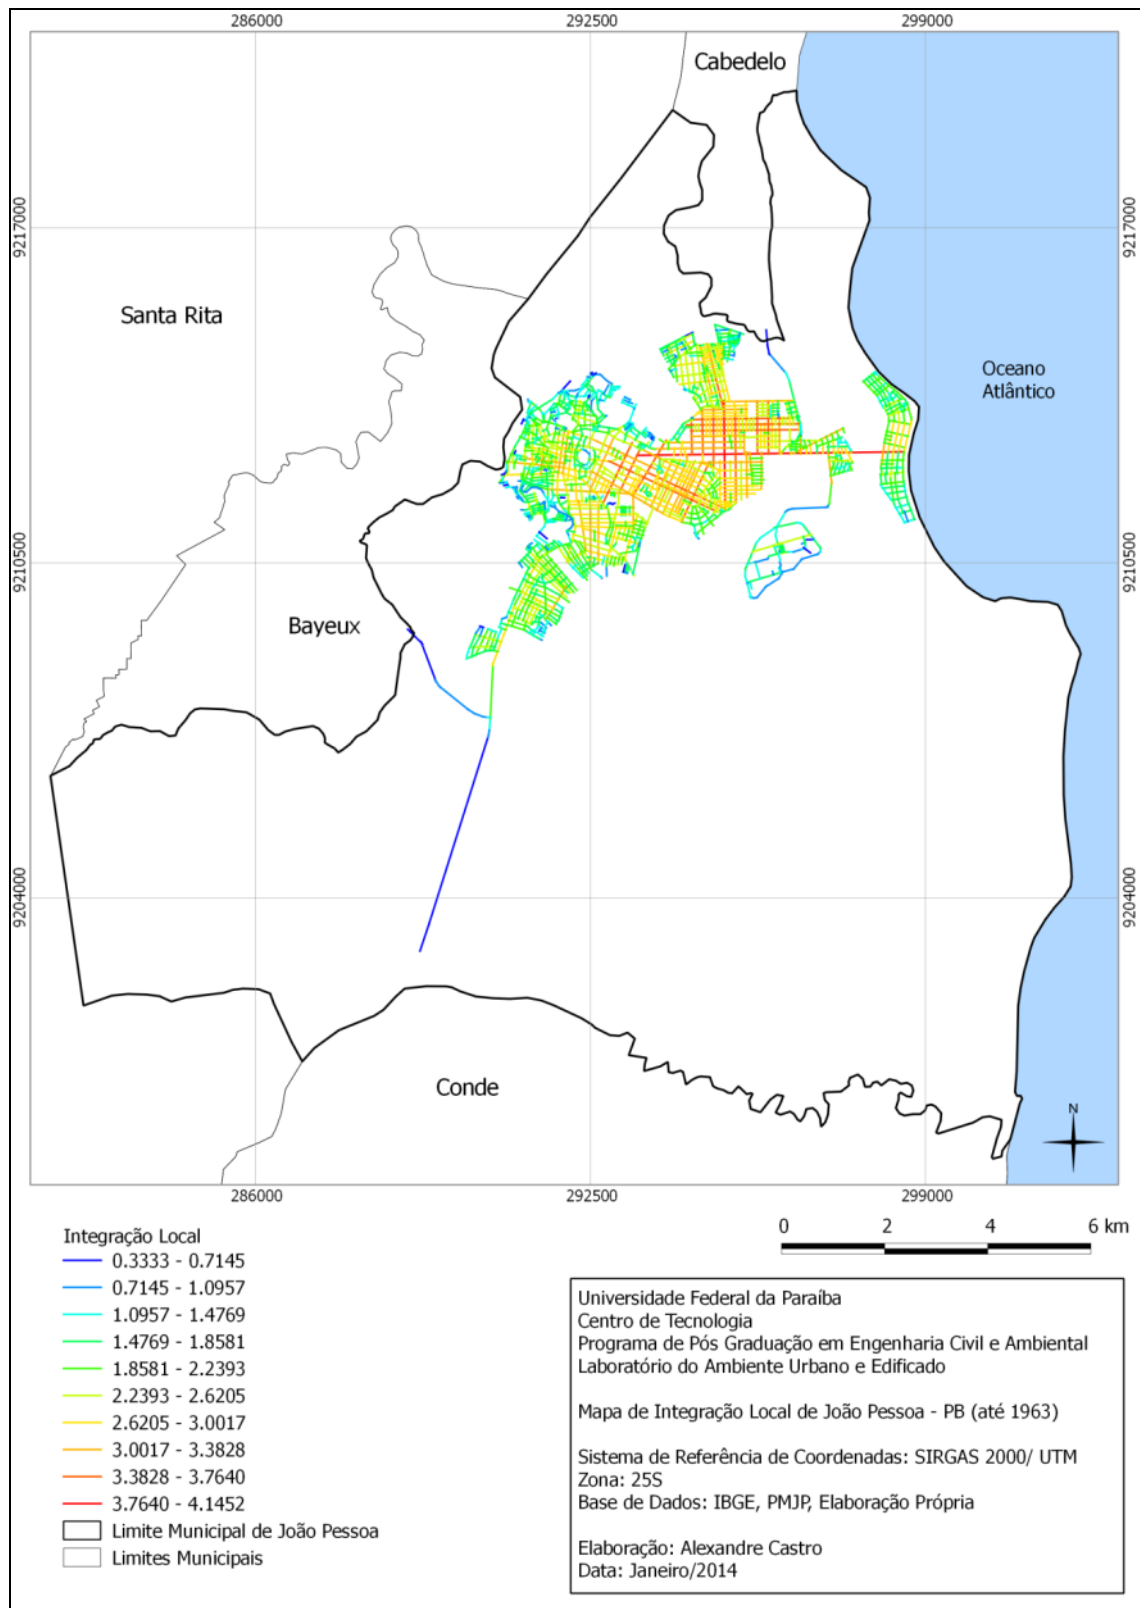 286000
292500
299000
Cabedelo
9217000
9217000
Santa Rita
Oceano
Atlântico
9210500
9210500
Bayeux
9204000
9204000
Conde
N
286000
292500
299000
Integração Local
0.3333 - 0.7145
0.7145 - 1.0957
1.0957 - 1.4769
1.4769 - 1.8581
1.8581 - 2.2393
2.2393 - 2.6205
2.6205 - 3.0017
3.0017 - 3.3828
3.3828 - 3.7640
3.7640 - 4.1452
Limite Municipal de João Pessoa
Limites Municipais
0 2 4 6 km
Universidade Federal da Paraíba
Centro de Tecnologia
Programa de Pós Graduação em Engenharia Civil e Ambiental
Laboratório do Ambiente Urbano e Edificado
Mapa de Integração Local de João Pessoa - PB (até 1963)
Sistema de Referência de Coordenadas: SIRGAS 2000/ UTM
Zona: 25S
Base de Dados: IBGE, PMJP, Elaboração Própria
Elaboração: Alexandre Castro
Data: Janeiro/2014